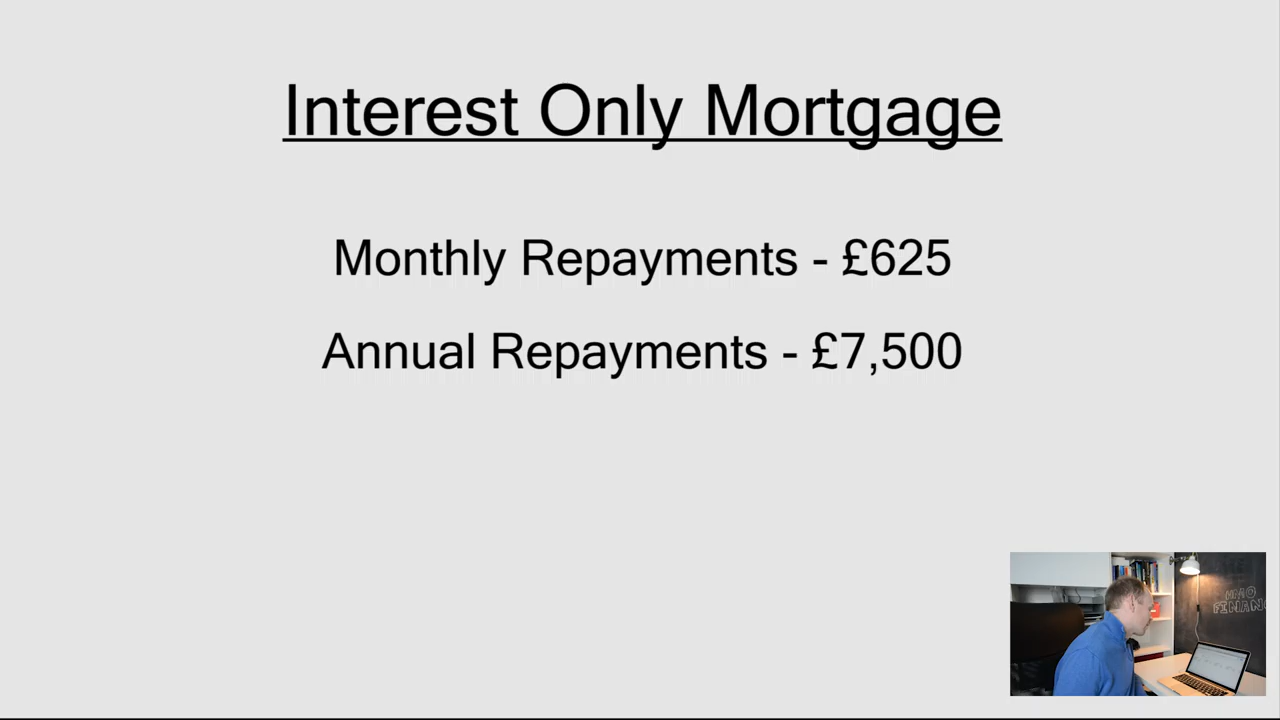 Interest Only Mortgage
Monthly Repayments - £625
Annual Repayments - £7,500